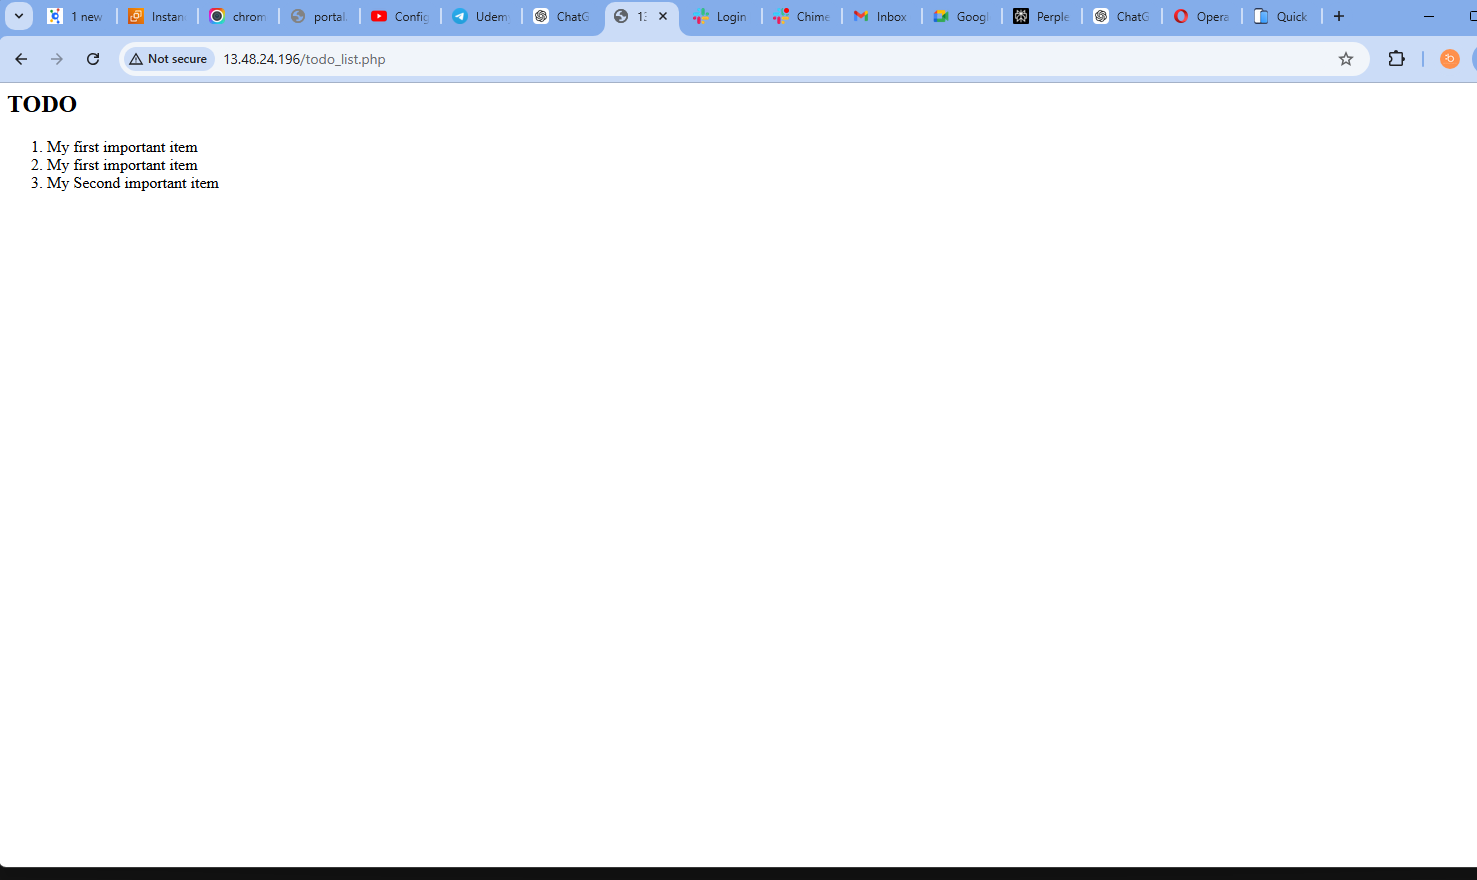 1 new
Instan
chrom
portal.
Config
Udem
ChatG
Login
Chime
Inbox
Googl
Perple
ChatG
Opera
Quick
Not secure
13.48.24.196/todo_list.php
TODO
1. My first important item
2. My first important item
3. My Second important item